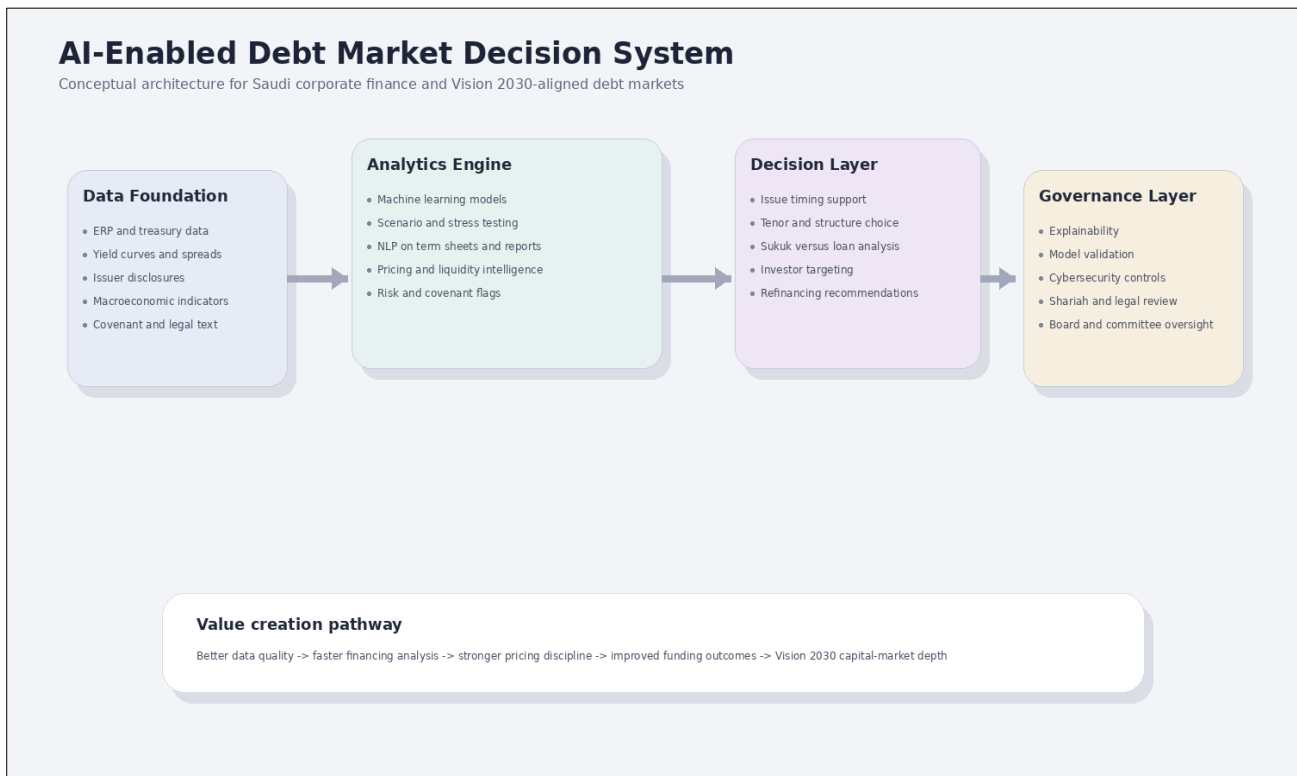 AI-Enabled Debt Market Decision System
Conceptual architecture for Saudi corporate finance and Vision 2030-aligned debt markets
Data Foundation
• ERP and treasury data
• Yield curves and spreads
• Issuer disclosures
• Macroeconomic indicators
• Covenant and legal text
Analytics Engine
• Machine learning models
• Scenario and stress testing
• NLP on term sheets and reports
• Pricing and liquidity intelligence
• Risk and covenant flags
Decision Layer
• Issue timing support
• Tenor and structure choice
• Sukuk versus loan analysis
• Investor targeting
• Refinancing recommendations
Governance Layer
• Explainability
• Model validation
• Cybersecurity controls
• Shariah and legal review
• Board and committee oversight
Value creation pathway
Better data quality -> faster financing analysis -> stronger pricing discipline -> improved funding outcomes -> Vision 2030 capital-market depth